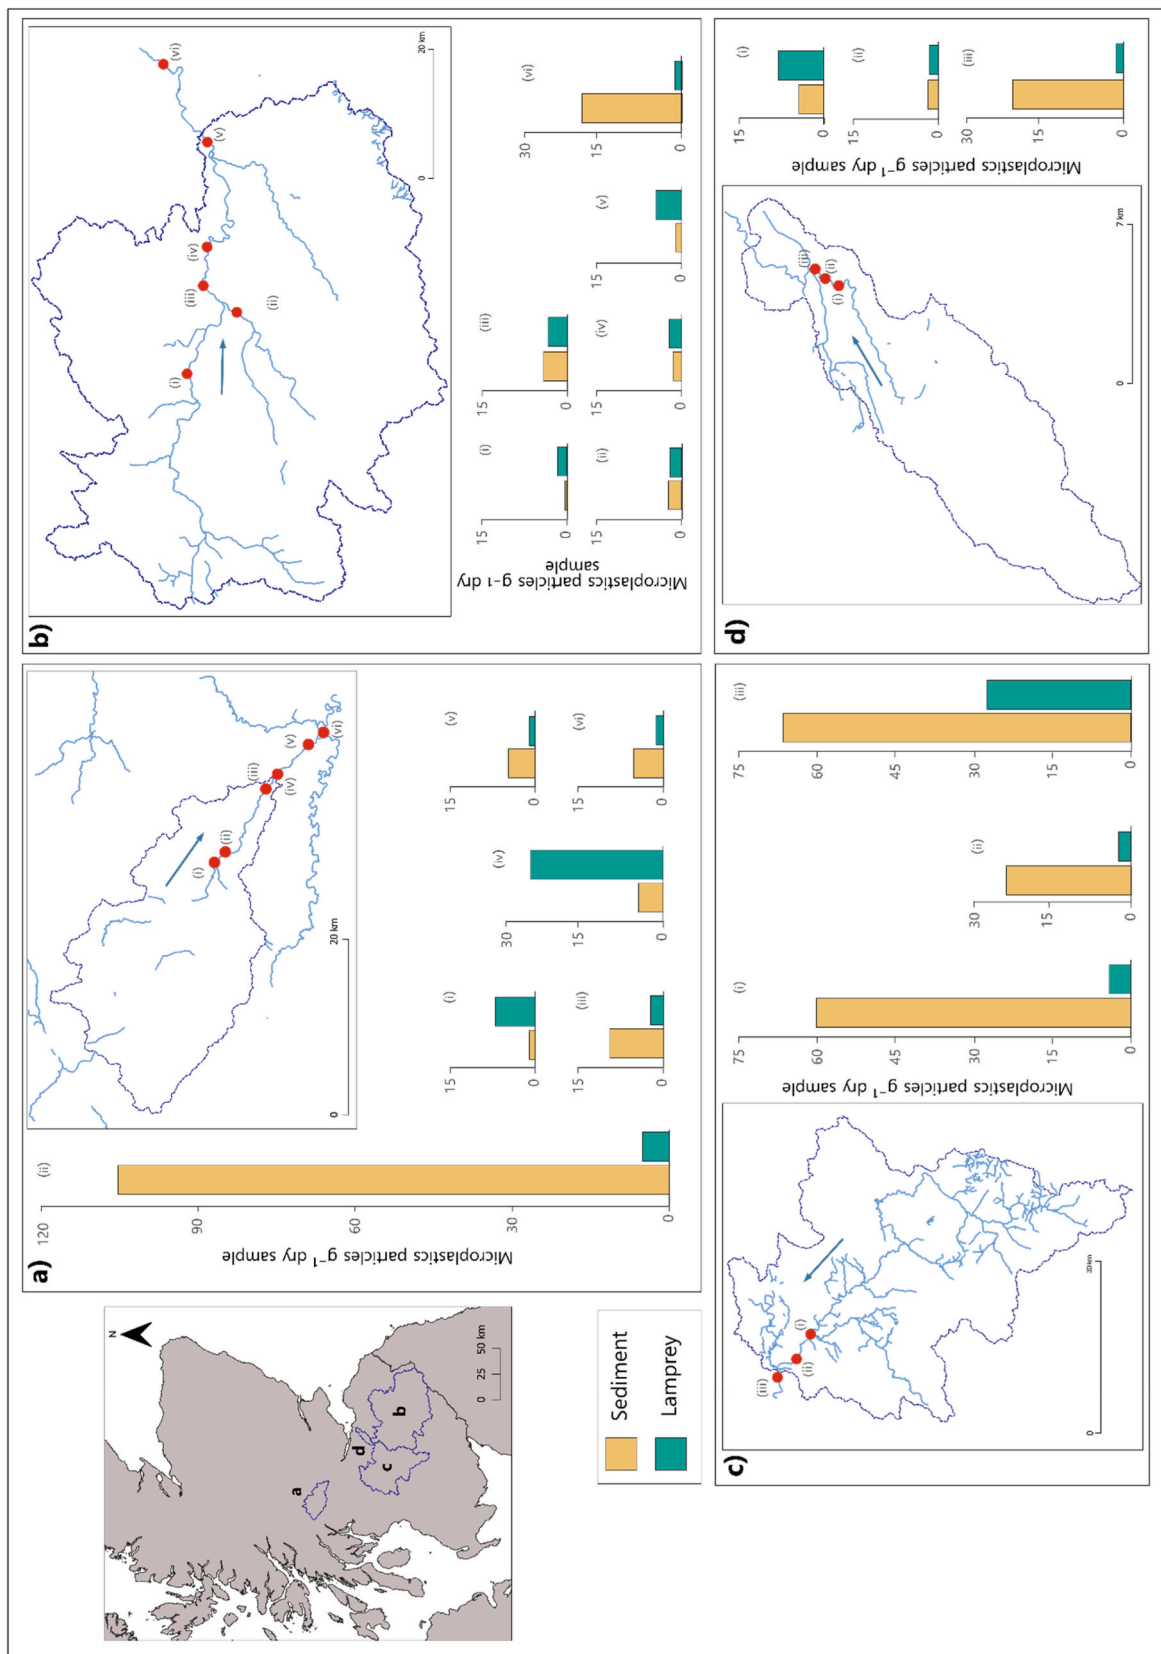 N
a
b
c
d
0 25 50 km
Sediment
Lamprey
a)
Microplastics particles g⁻¹ dry sample
(ii)
120
90
60
30
0
0 20 km
(i)
(ii)
(iii)
(iv)
(v)
(vi)
(i)
15
0
(iii)
15
0
(iv)
30
15
0
(v)
15
0
(vi)
15
0
b)
(i)
(ii)
(iii)
(iv)
(v)
(vi)
0 20 km
Microplastics particles g-1 dry
sample
(i)
15
0
(ii)
15
0
(iii)
15
0
(iv)
15
0
(v)
15
0
(vi)
30
15
0
c)
(iii)
(ii)
(i)
0 30 km
Microplastics particles g⁻¹ dry sample
(i)
75
60
45
30
15
0
(ii)
30
15
0
(iii)
75
60
45
30
15
0
d)
(iii)
(ii)
(i)
0 7 km
Microplastics particles g⁻¹ dry sample
(i)
15
0
(ii)
15
0
(iii)
30
15
0